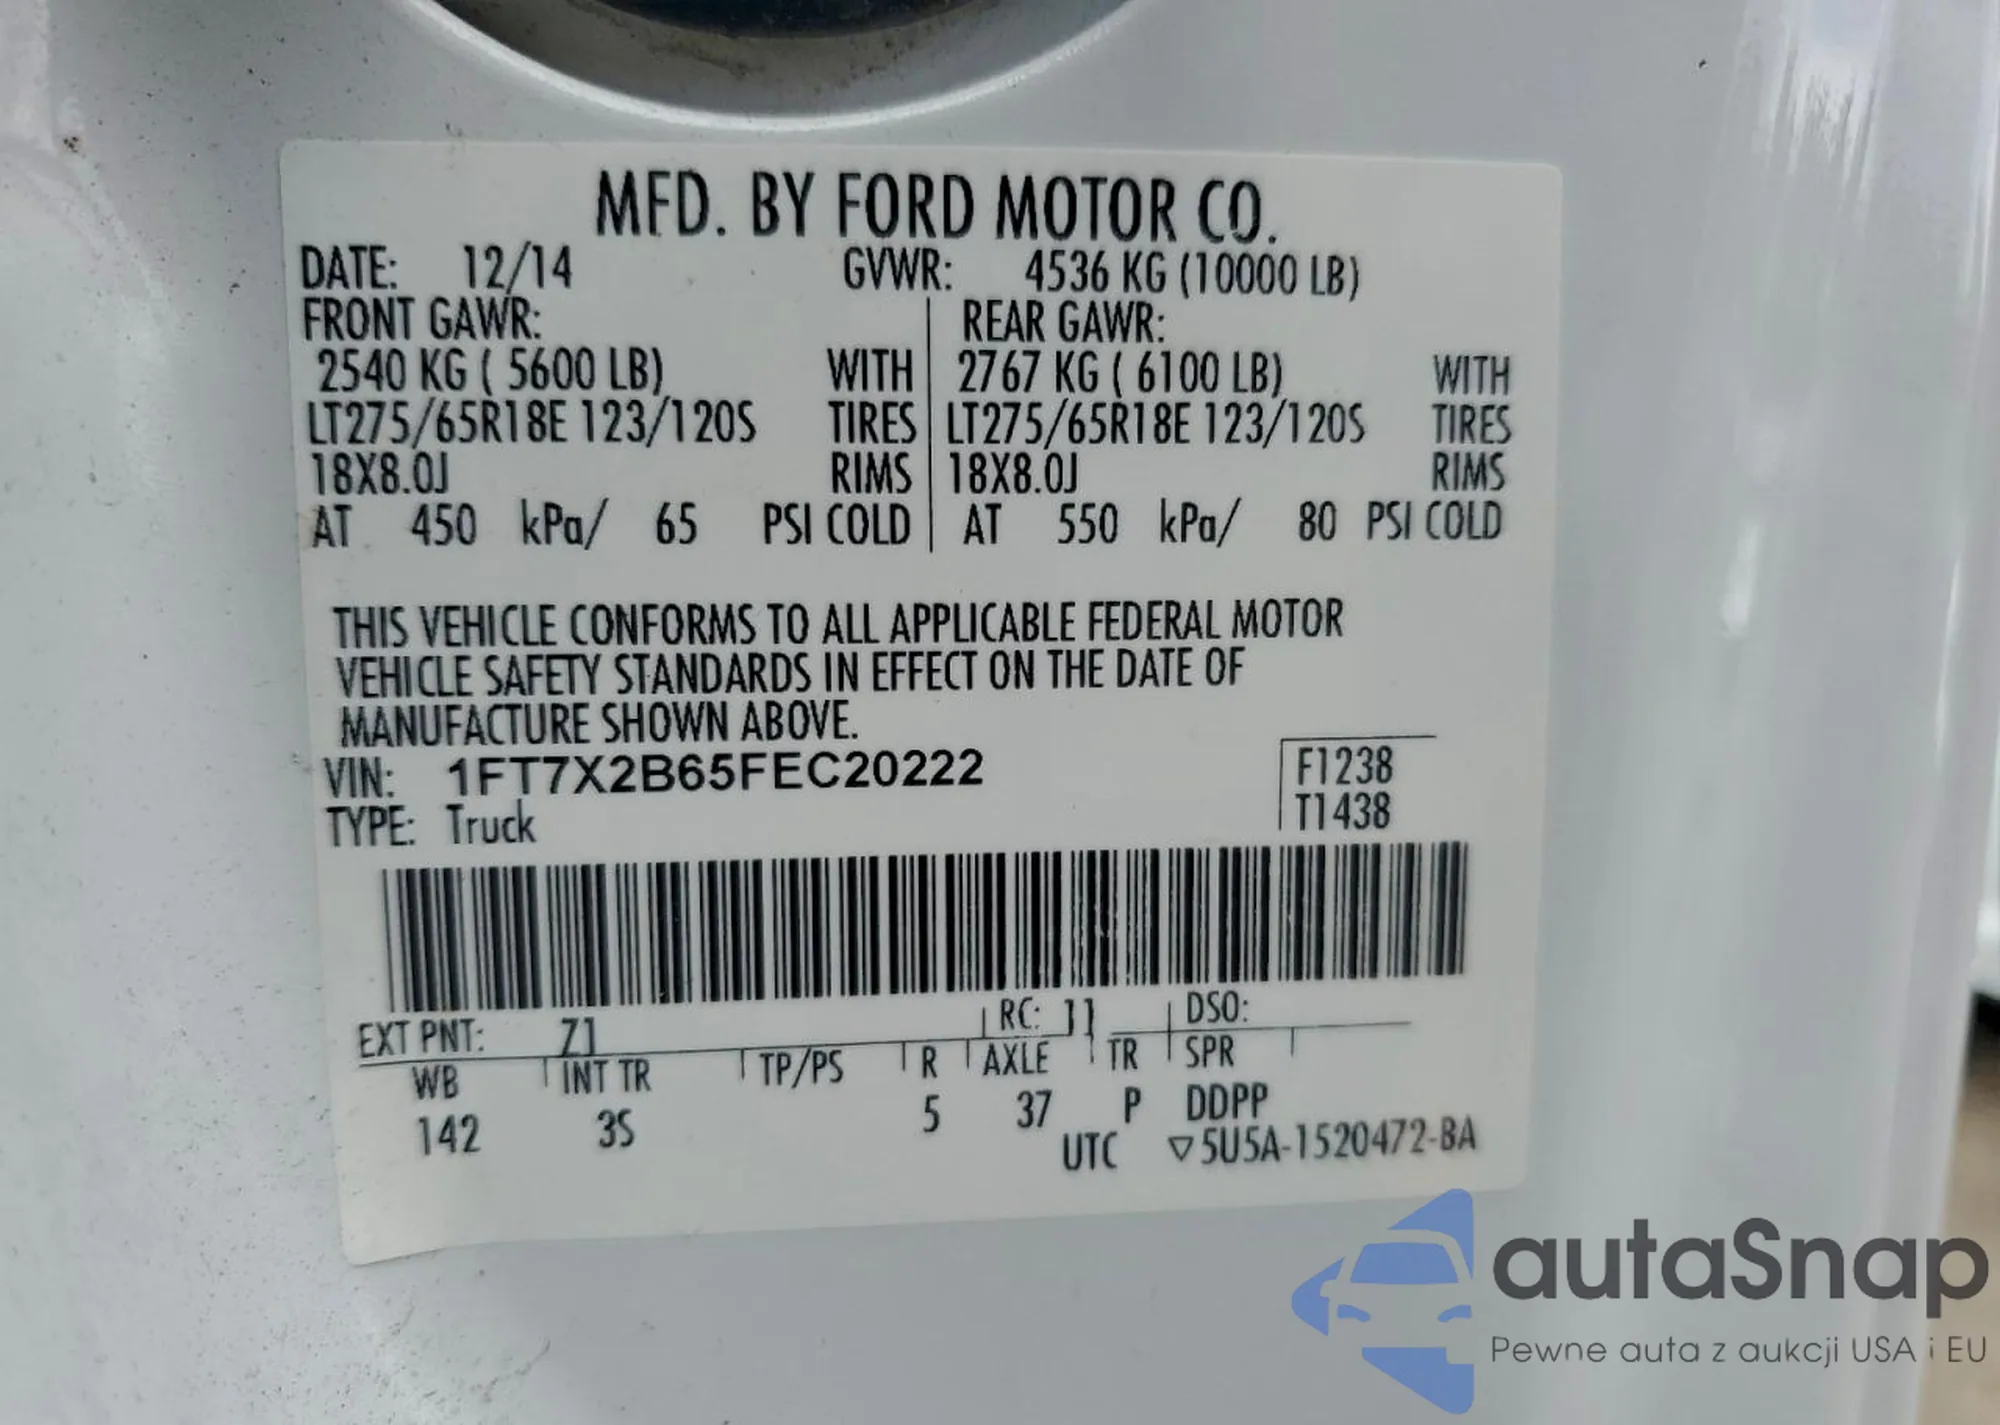 MFD. BY FORD MOTOR CO.
DATE: 12/14 GVWR: 4536 KG (10000 LB)
FRONT GAWR: REAR GAWR:
2540 KG ( 5600 LB) WITH 2767 KG ( 6100 LB) WITH
LT275/65R18E 123/120S TIRES LT275/65R18E 123/120S TIRES
18X8.0J RIMS 18X8.0J RIMS
AT 450 kPa/ 65 PSI COLD AT 550 kPa/ 80 PSI COLD
THIS VEHICLE CONFORMS TO ALL APPLICABLE FEDERAL MOTOR
VEHICLE SAFETY STANDARDS IN EFFECT ON THE DATE OF
MANUFACTURE SHOWN ABOVE.
VIN: 1FT7X2B65FEC20222 F1238
TYPE: Truck T1438
EXT PNT: Z1 RC: 11 DSO:
WB INT TR TP/PS R AXLE TR SPR
142 3S 5 37 P DDPP
UTC ▽5U5A-1520472-BA
autaSnap
Pewne auta z aukcji USA i EU